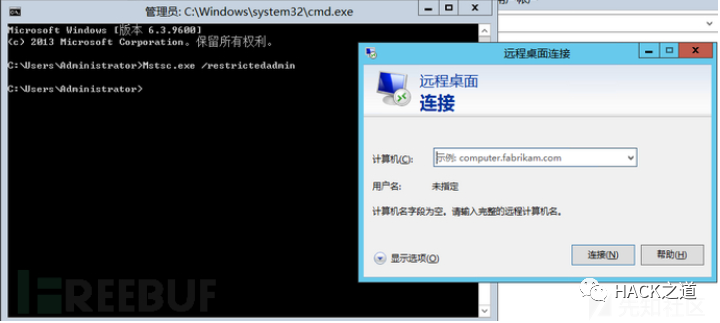 管理员: C:\Windows\system32\cmd.exe
Microsoft Windows [版本 6.3.9600]
(c) 2013 Microsoft Corporation。保留所有权利。
C:\Users\Administrator>Mstsc.exe /restrictedadmin
C:\Users\Administrator>
远程桌面连接
远程桌面
连接
计算机(C):
示例: computer.fabrikam.com
用户名:
未指定
计算机名字段为空。请输入完整的远程计算机名。
显示选项(O)
连接(N)
帮助(H)
FREEBUF
HACK之道